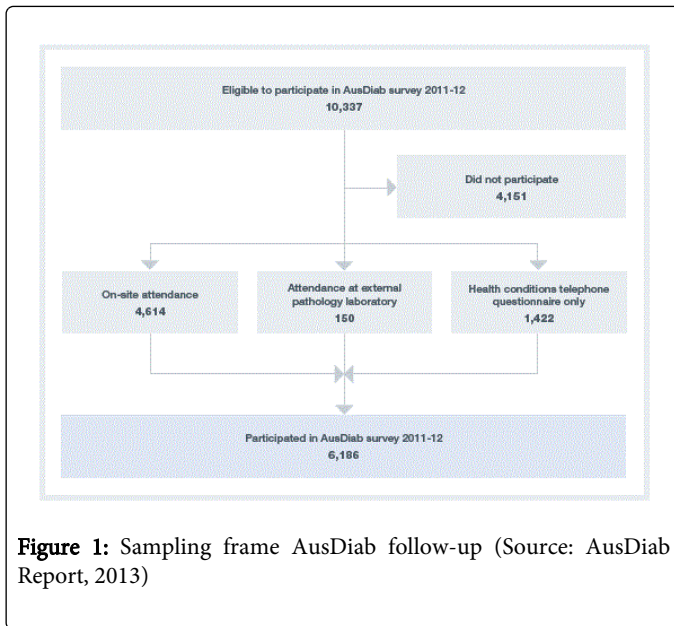 Eligible to participate in AusDiab survey 2011-12
10,337
Did not participate
4,151
On-site attendance
4,614
Attendance at external
pathology laboratory
150
Health conditions telephone
questionnaire only
1,422
Participated in AusDiab survey 2011-12
6,186
Figure 1: Sampling frame AusDiab follow-up (Source: AusDiab
Report, 2013)